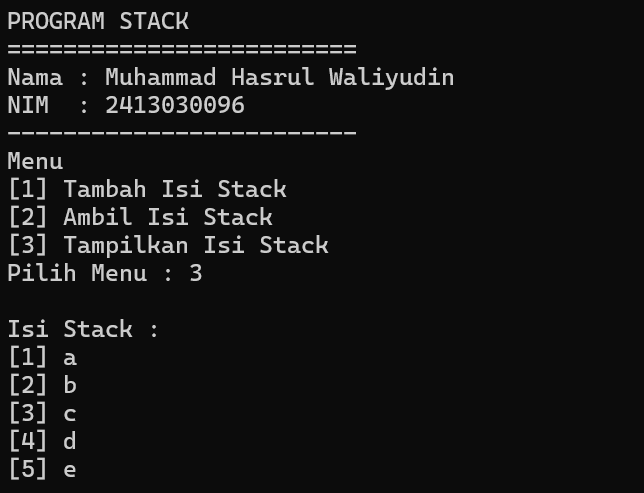 PROGRAM STACK
=========================
Nama : Muhammad Hasrul Waliyudin
NIM  : 2413030096
-------------------------
Menu
[1] Tambah Isi Stack
[2] Ambil Isi Stack
[3] Tampilkan Isi Stack
Pilih Menu : 3
Isi Stack :
[1] a
[2] b
[3] c
[4] d
[5] e